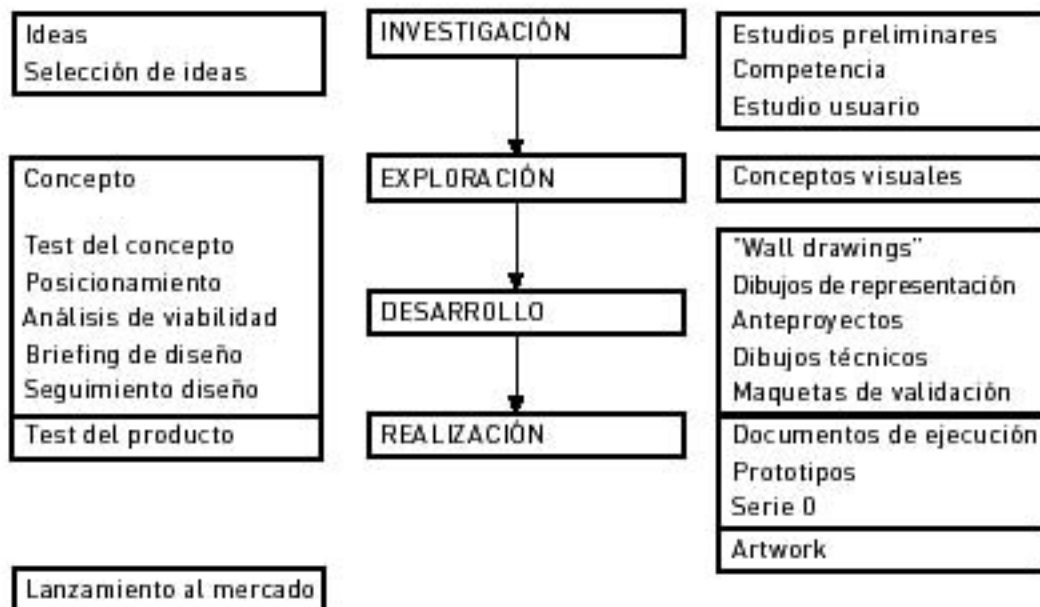 Ideas
Selección de ideas
INVESTIGACIÓN
Estudios preliminares
Competencia
Estudio usuario
Concepto
Test del concepto
Posicionamiento
Análisis de viabilidad
Briefing de diseño
Seguimiento diseño
EXPLORACIÓN
Conceptos visuales
"Wall drawings"
Dibujos de representación
Anteproyectos
Dibujos técnicos
Maquetas de validación
DESARROLLO
Test del producto
REALIZACIÓN
Documentos de ejecución
Prototipos
Serie 0
Artwork
Lanzamiento al mercado